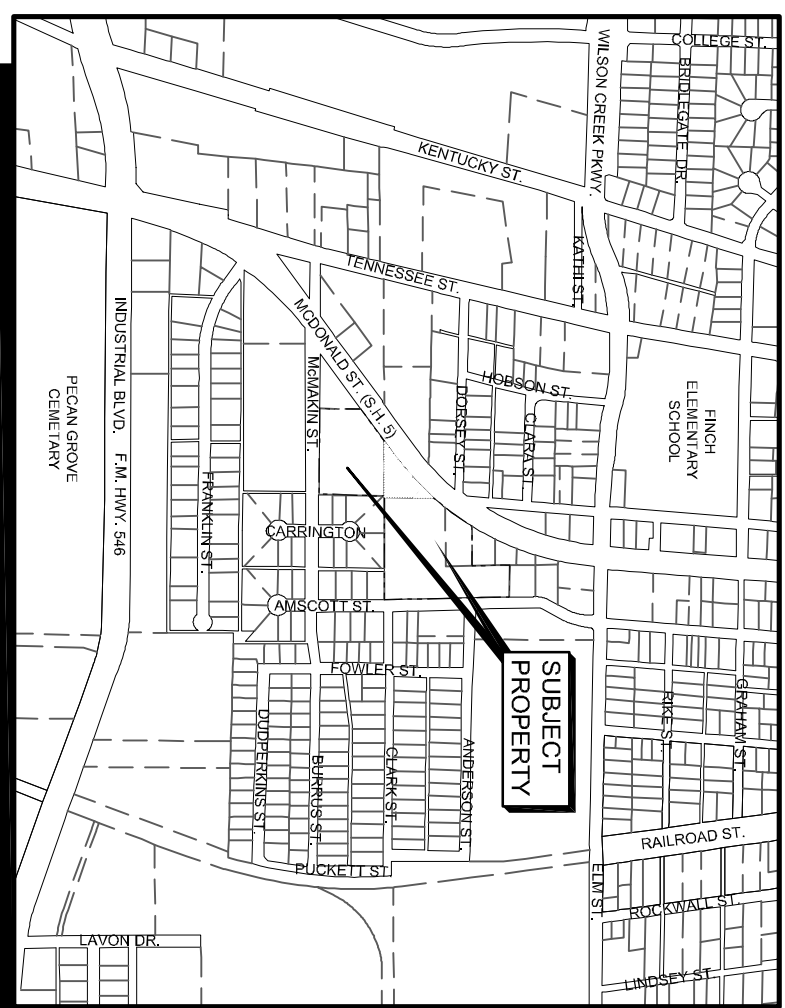 COLLEGE ST.
WILSON CREEK PKWY.
BRIDLEGATE DR.
KENTUCKY ST.
KATHI ST.
TENNESSEE ST.
MCDONALD ST. (S.H. 5)
INDUSTRIAL BLVD. F.M. HWY. 546
McMAKIN ST.
HOBSON ST.
DORSEY ST.
CLARA ST.
FINCH
ELEMENTARY
SCHOOL
PECAN GROVE
CEMETARY
FRANKLIN ST.
CARRINGTON
AMSCOTT ST.
FOWLER ST.
SUBJECT
PROPERTY
DUDPERKINS ST.
BURRUS ST.
CLARK ST.
ANDERSON ST.
RIKE ST.
GRAHAM ST.
RAILROAD ST.
PUCKETT ST.
ELM ST.
ROCKWALL ST.
LAVON DR.
LINDSEY ST.